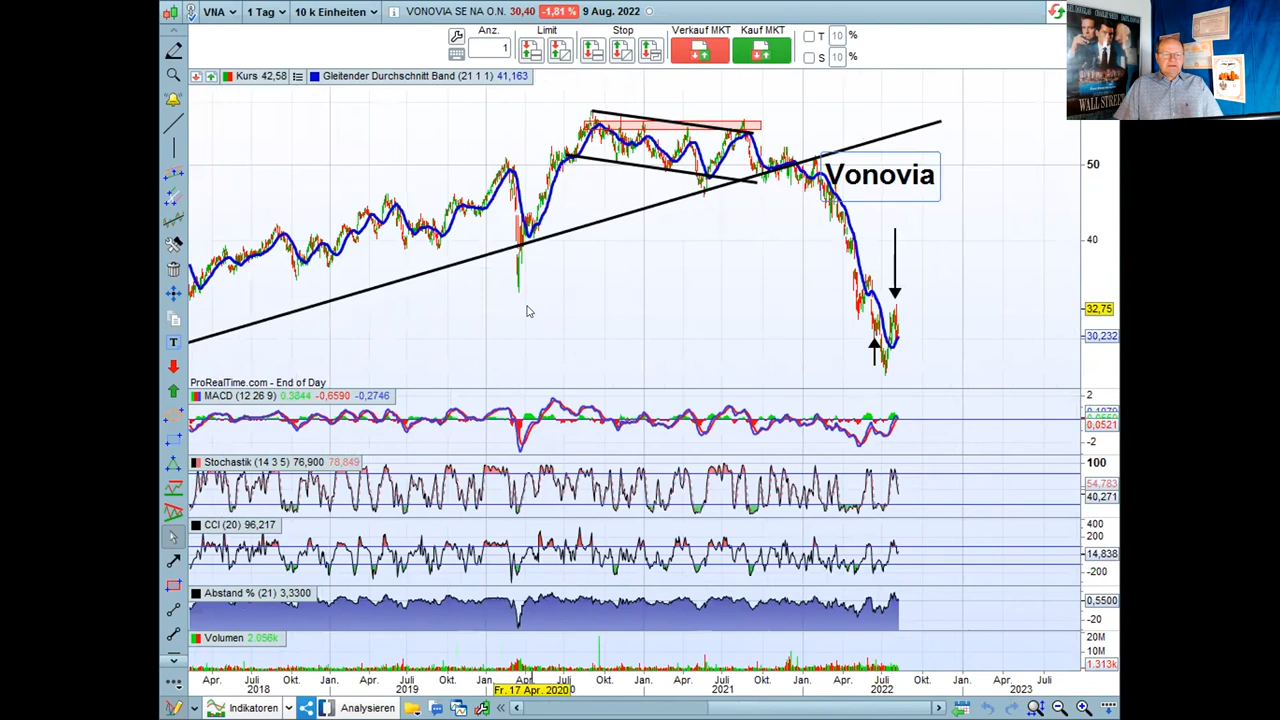 VNA 1 Tag 10 k Einheiten VONOVIA SE NA O.N. 30,40 -1,81 % 9 Aug. 2022
Anz. Limit Stop Verkauf MKT Kauf MKT T 10 %
1 S 10 %
Kurs 42,58 Gleitender Durchschnitt Band (21 1 1) 41,163
WALL STREET
50
Vonovia
40
32,75
30,232
ProRealTime.com - End of Day
MACD (12 26 9) 0.3844 -0,6590 -0,2746
2
0,0521
-2
Stochastik (14 3 5) 76,900 78,849
100
54,783
40,271
CCI (20) 96,217
400
200
14,838
-200
Abstand % (21) 3,3300
0,5500
-20
Volumen 2.056k
20M
10M
1.313k
Apr. Juli Okt. Jan. Apr. Juli Okt. Jan. Apr. Juli Okt. Jan. Apr. Juli Okt. Jan. Apr. Juli Okt. Jan. Apr. Juli
2018 2019 Fr. 17 Apr. 2020 2021 2022 2023
Indikatoren Analysieren